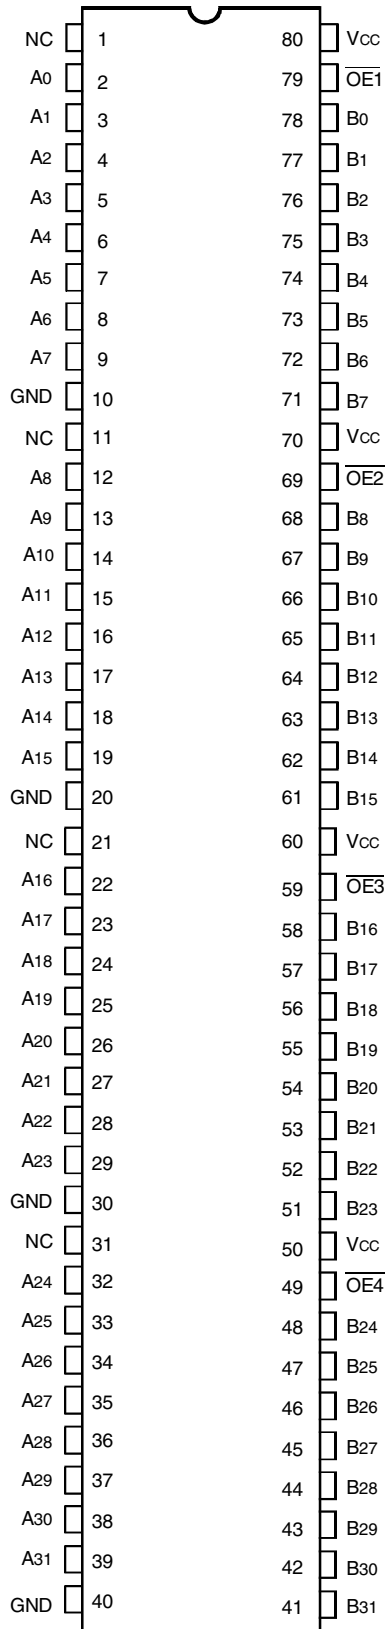 NC 1 80 VCC
A0 2 79 OE1
A1 3 78 B0
A2 4 77 B1
A3 5 76 B2
A4 6 75 B3
A5 7 74 B4
A6 8 73 B5
A7 9 72 B6
GND 10 71 B7
NC 11 70 VCC
A8 12 69 OE2
A9 13 68 B8
A10 14 67 B9
A11 15 66 B10
A12 16 65 B11
A13 17 64 B12
A14 18 63 B13
A15 19 62 B14
GND 20 61 B15
NC 21 60 VCC
A16 22 59 OE3
A17 23 58 B16
A18 24 57 B17
A19 25 56 B18
A20 26 55 B19
A21 27 54 B20
A22 28 53 B21
A23 29 52 B22
GND 30 51 B23
NC 31 50 VCC
A24 32 49 OE4
A25 33 48 B24
A26 34 47 B25
A27 35 46 B26
A28 36 45 B27
A29 37 44 B28
A30 38 43 B29
A31 39 42 B30
GND 40 41 B31